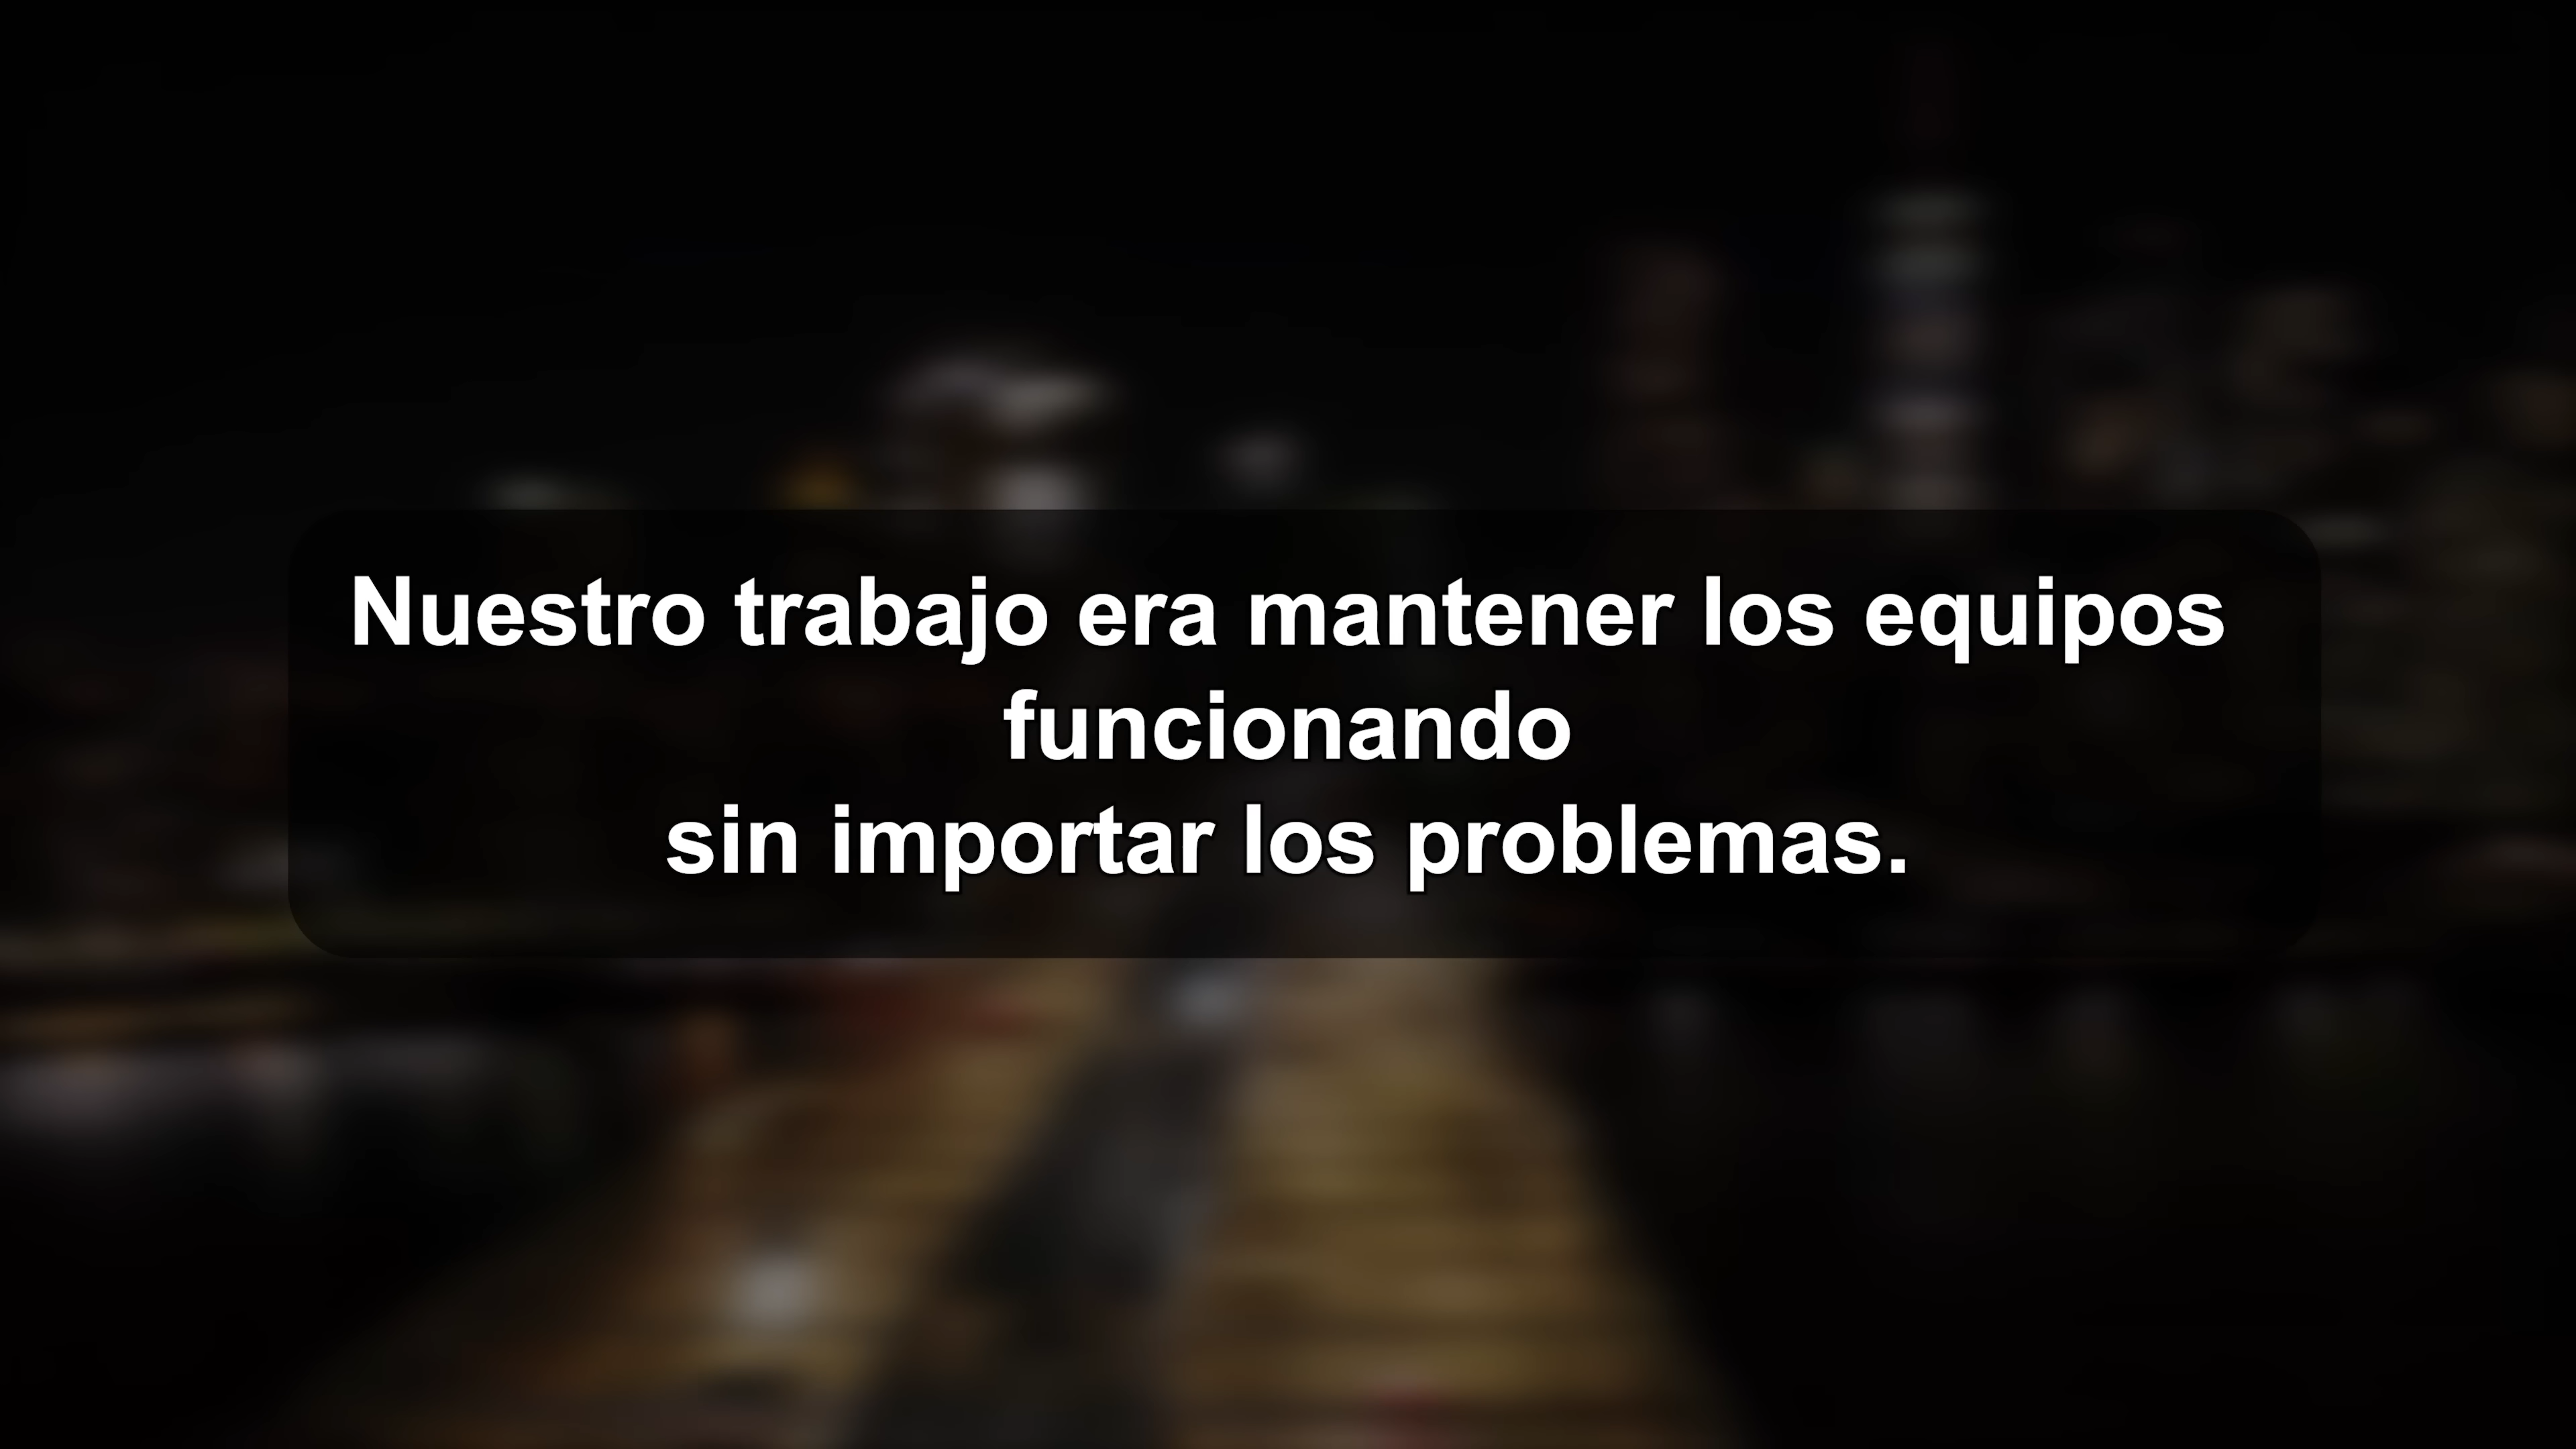 Nuestro trabajo era mantener los equipos
funcionando
sin importar los problemas.